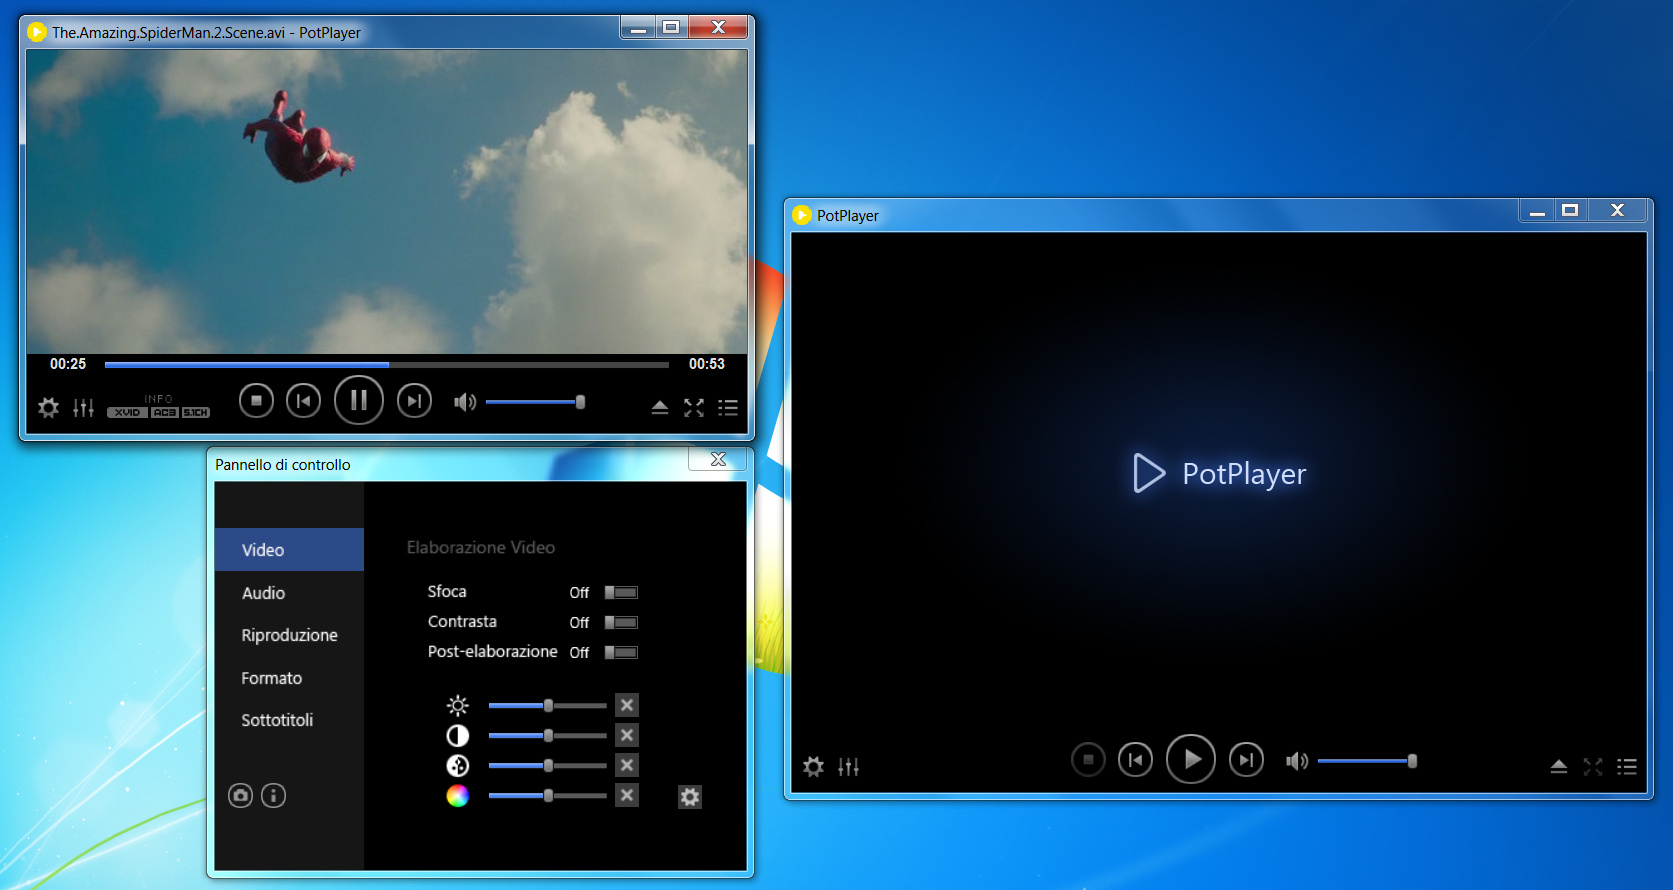 The.Amazing.SpiderMan.2.Scene.avi - PotPlayer
00:25
00:53
INFO
XVID AC3 5.1CH
Pannello di controllo
Video
Audio
Riproduzione
Formato
Sottotitoli
Elaborazione Video
Sfoca Off
Contrasta Off
Post-elaborazione Off
PotPlayer
PotPlayer